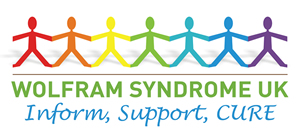 WOLFRAM SYNDROME UK
Inform, Support, CURE